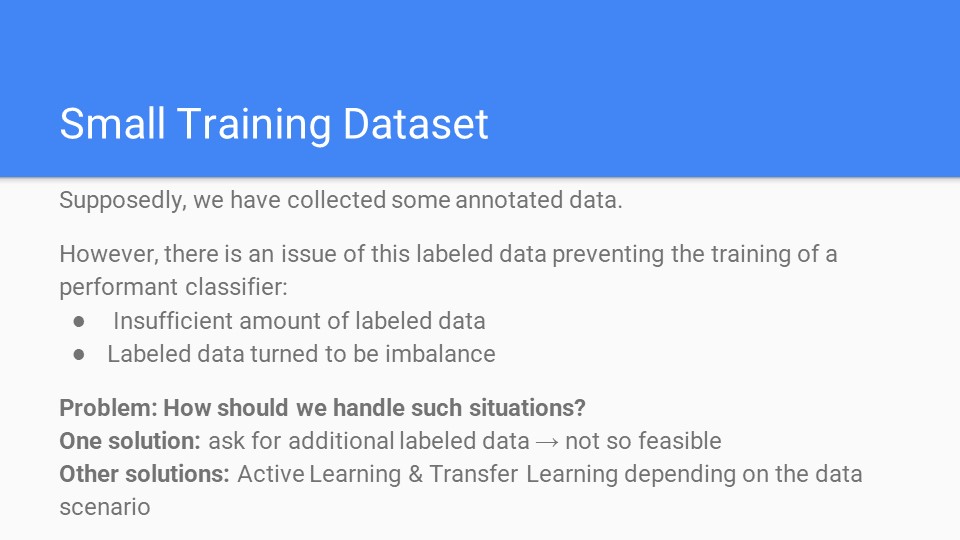 Small Training Dataset
Supposedly, we have collected some annotated data.
However, there is an issue of this labeled data preventing the training of a
performant classifier:
● Insufficient amount of labeled data
● Labeled data turned to be imbalance
Problem: How should we handle such situations?
One solution: ask for additional labeled data → not so feasible
Other solutions: Active Learning & Transfer Learning depending on the data
scenario